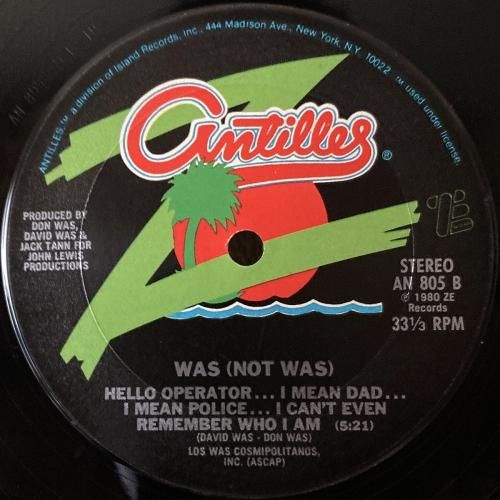 ANTILLES,™ a division of Island Records, Inc., 444 Madison Ave., New York, N.Y. 10022. ™ used under license.
antilles®
PRODUCED BY
DON WAS,
DAVID WAS &
JACK TANN FOR
JOHN LEWIS
PRODUCTIONS
ZE
STEREO
AN 805 B
℗ 1980 ZE
Records
33⅓ RPM
WAS (NOT WAS)
HELLO OPERATOR... I MEAN DAD...
I MEAN POLICE... I CAN'T EVEN
REMEMBER WHO I AM (5:21)
(DAVID WAS - DON WAS)
LOS WAS COSMIPOLITANOS,
INC. (ASCAP)